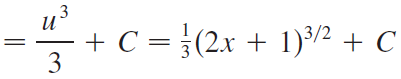 = u³/3 + C = ⅓(2x + 1)^{3/2} + C